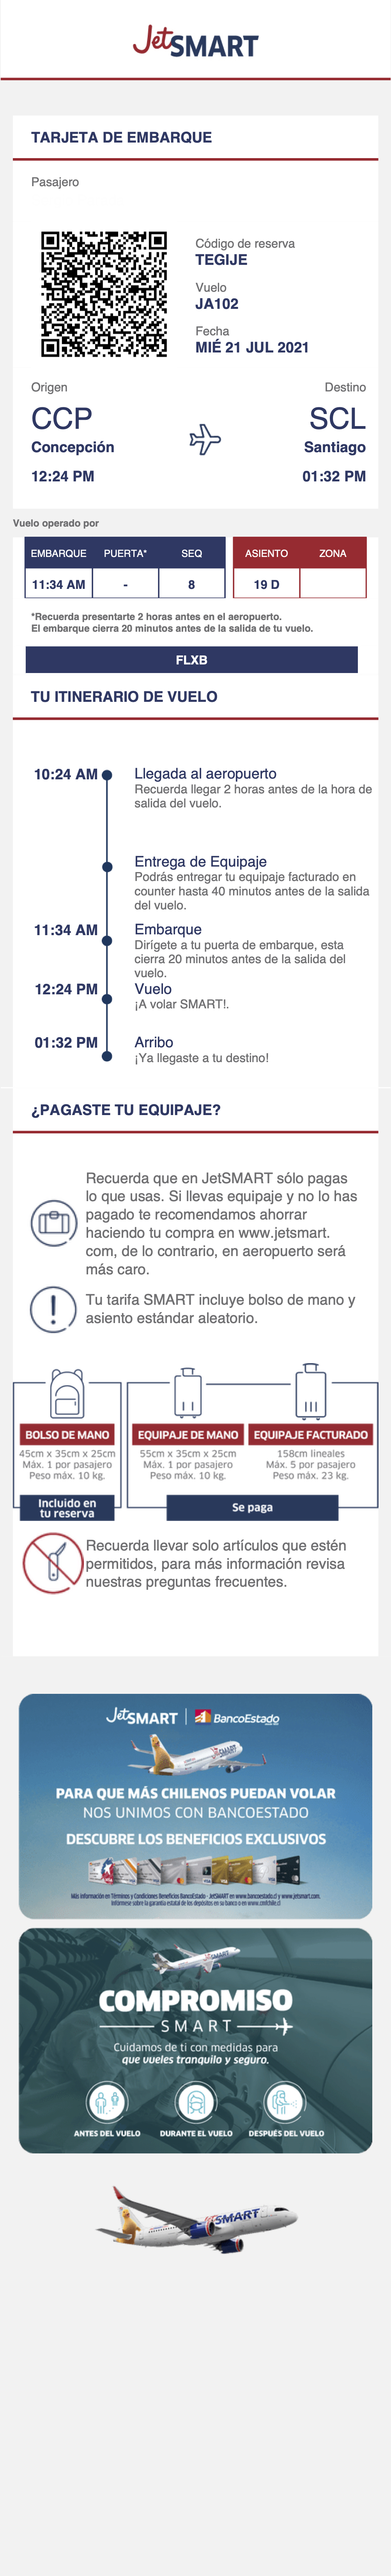 JetSMART
TARJETA DE EMBARQUE
Pasajero
Código de reserva
TEGIJE
Vuelo
JA102
Fecha
MIÉ 21 JUL 2021
Origen
Destino
CCP
SCL
Concepción
Santiago
12:24 PM
01:32 PM
Vuelo operado por
EMBARQUE PUERTA* SEQ ASIENTO ZONA
11:34 AM - 8 19 D
*Recuerda presentarte 2 horas antes en el aeropuerto.
El embarque cierra 20 minutos antes de la salida de tu vuelo.
FLXB
TU ITINERARIO DE VUELO
10:24 AM Llegada al aeropuerto
Recuerda llegar 2 horas antes de la hora de
salida del vuelo.
Entrega de Equipaje
Podrás entregar tu equipaje facturado en
counter hasta 40 minutos antes de la salida
del vuelo.
11:34 AM Embarque
Dirígete a tu puerta de embarque, esta
cierra 20 minutos antes de la salida del
vuelo.
12:24 PM Vuelo
¡A volar SMART!.
01:32 PM Arribo
¡Ya llegaste a tu destino!
¿PAGASTE TU EQUIPAJE?
Recuerda que en JetSMART sólo pagas
lo que usas. Si llevas equipaje y no lo has
pagado te recomendamos ahorrar
haciendo tu compra en www.jetsmart.
com, de lo contrario, en aeropuerto será
más caro.
Tu tarifa SMART incluye bolso de mano y
asiento estándar aleatorio.
BOLSO DE MANO
45cm x 35cm x 25cm
Máx. 1 por pasajero
Peso máx. 10 kg.
Incluido en
tu reserva
EQUIPAJE DE MANO
55cm x 35cm x 25cm
Máx. 1 por pasajero
Peso máx. 10 kg.
EQUIPAJE FACTURADO
158cm lineales
Máx. 5 por pasajero
Peso máx. 23 kg.
Se paga
Recuerda llevar solo artículos que estén
permitidos, para más información revisa
nuestras preguntas frecuentes.
JetSMART BancoEstado
PARA QUE MÁS CHILENOS PUEDAN VOLAR
NOS UNIMOS CON BANCOESTADO
DESCUBRE LOS BENEFICIOS EXCLUSIVOS
Más información en Términos y Condiciones Beneficios BancoEstado - JetSMART en www.bancoestado.cl y www.jetsmart.com.
Infórmese sobre la garantía estatal de los depósitos en su banco o en www.cmfchile.cl
COMPROMISO
SMART
Cuidamos de ti con medidas para
que vueles tranquilo y seguro.
ANTES DEL VUELO DURANTE EL VUELO DESPUÉS DEL VUELO
SMART